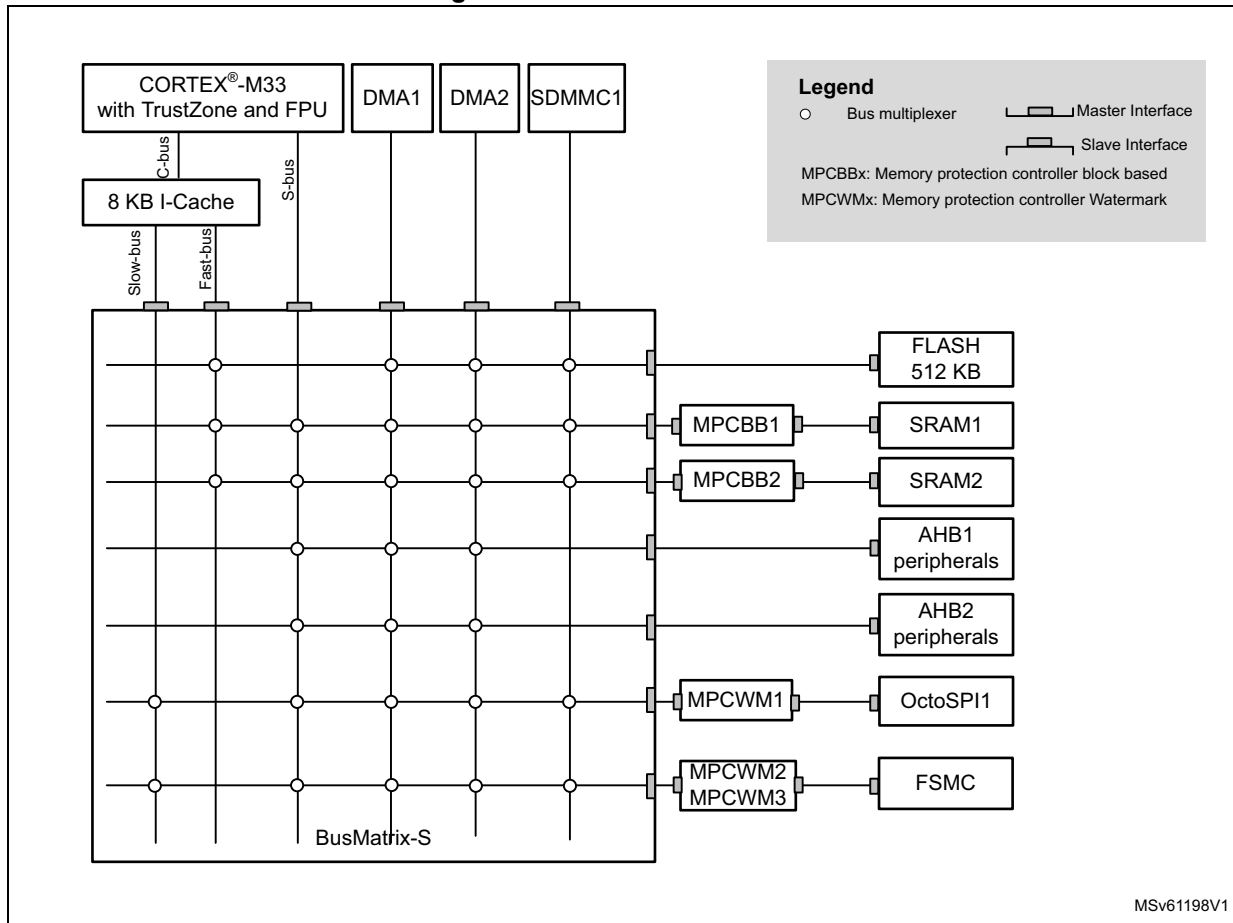 CORTEX®-M33
with TrustZone and FPU
DMA1
DMA2
SDMMC1
Legend
Bus multiplexer
Master Interface
Slave Interface
MPCBBx: Memory protection controller block based
MPCWMx: Memory protection controller Watermark
C-bus
S-bus
8 KB I-Cache
Slow-bus
Fast-bus
FLASH
512 KB
MPCBB1
SRAM1
MPCBB2
SRAM2
AHB1
peripherals
AHB2
peripherals
MPCWM1
OctoSPI1
MPCWM2
MPCWM3
FSMC
BusMatrix-S
MSv61198V1